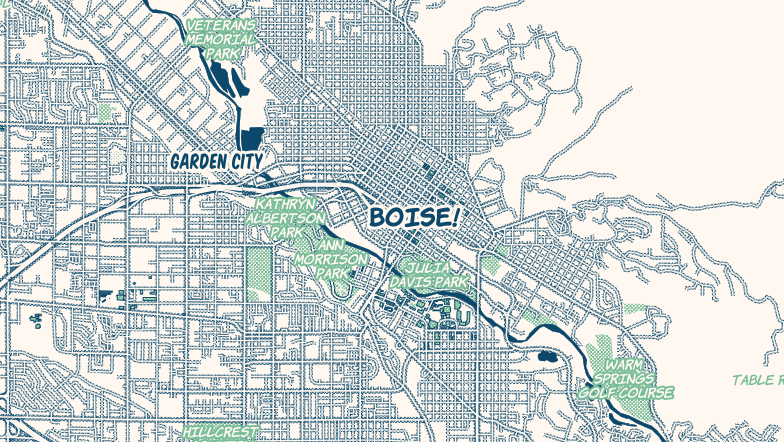 VETERANS
MEMORIAL
PARK
GARDEN CITY
KATHRYN
ALBERTSON
PARK
BOISE!
ANN
MORRISON
PARK
JULIA
DAVIS PARK
WARM
SPRINGS
GOLF COURSE
TABLE R
HILLCREST